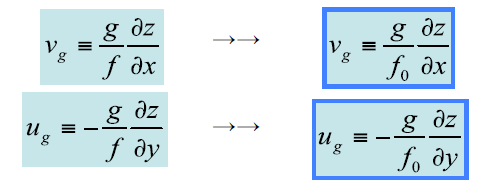 v_g ≡ g/f ∂z/∂x →→ v_g ≡ g/f_0 ∂z/∂x
u_g ≡ −g/f ∂z/∂y →→ u_g ≡ −g/f_0 ∂z/∂y